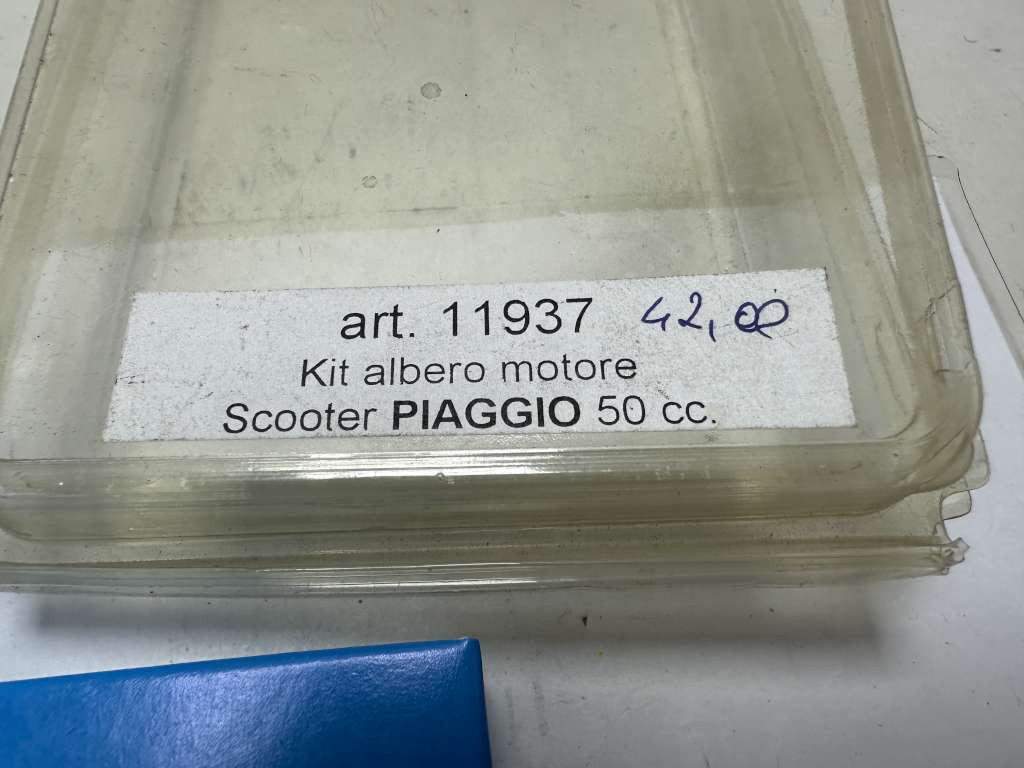 art. 11937 42,00
Kit albero motore
Scooter PIAGGIO 50 cc.